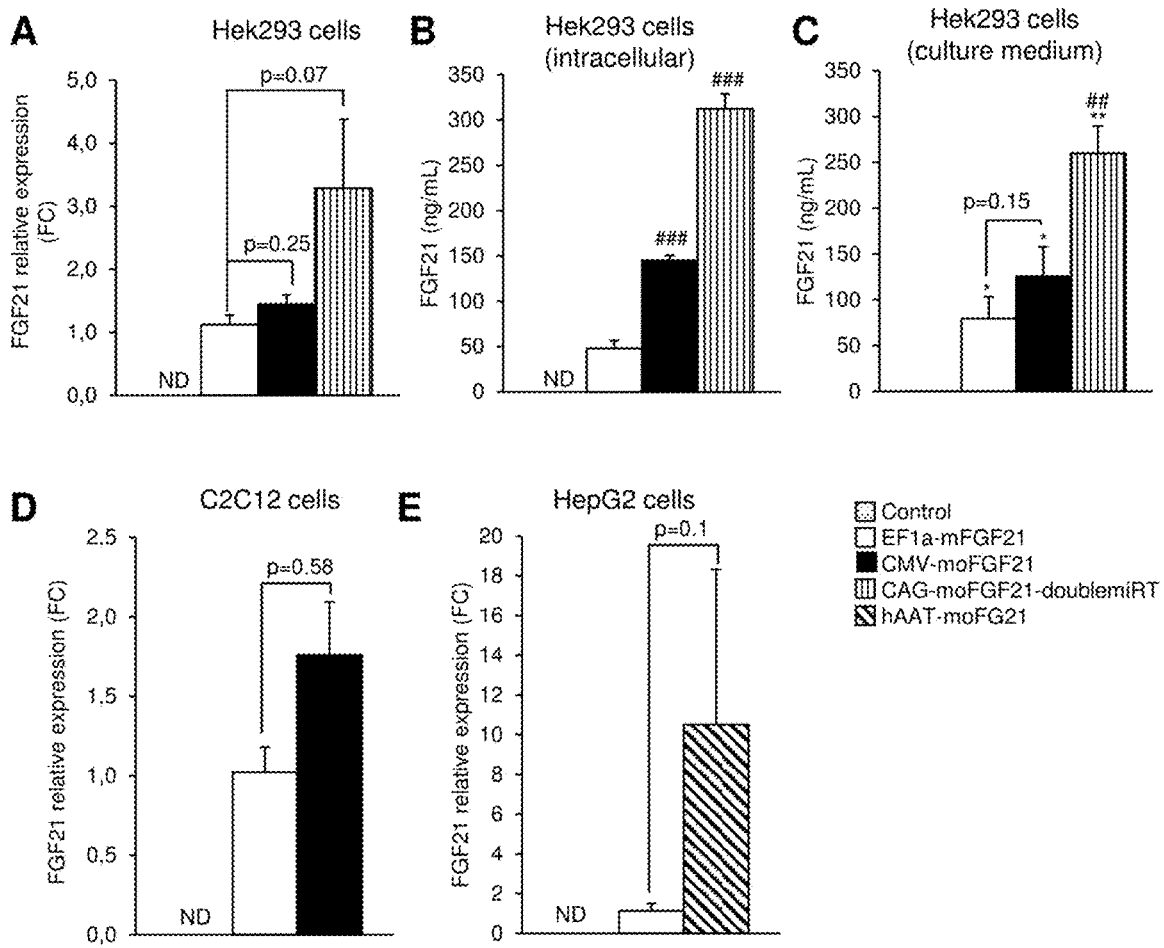 A
Hek293 cells
FGF21 relative expression
(FC)
5,0
4,0
3,0
2,0
1,0
0,0
p=0.07
p=0.25
ND
B
Hek293 cells
(intracellular)
FGF21 (ng/mL)
350
300
250
200
150
100
50
0
ND
###
###
C
Hek293 cells
(culture medium)
FGF21 (ng/mL)
350
300
250
200
150
100
50
0
p=0.15
*
*
##
**
D
C2C12 cells
FGF21 relative expression (FC)
2.5
2,0
1,5
1,0
0,5
0,0
p=0.58
ND
E
HepG2 cells
FGF21 relative expression (FC)
20
18
16
14
12
10
8
6
4
2
0
p=0.1
ND
Control
EF1a-mFGF21
CMV-moFGF21
CAG-moFGF21-doublemiRT
hAAT-moFG21